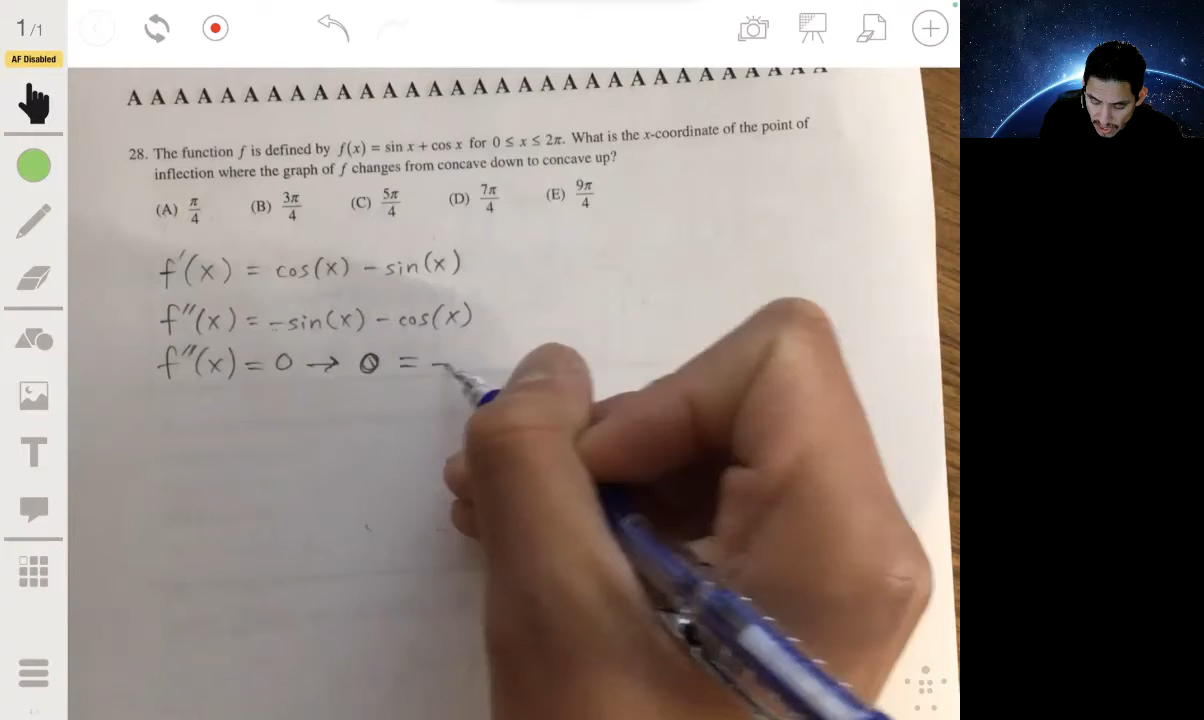 1/1
AF Disabled
A A A A A A A A A A A A A A A A A A A A A A A A A A A A A A A
28. The function f is defined by f(x) = sin x + cos x for 0 ≤ x ≤ 2π. What is the x-coordinate of the point of
inflection where the graph of f changes from concave down to concave up?
(A) π/4 (B) 3π/4 (C) 5π/4 (D) 7π/4 (E) 9π/4
f'(x) = cos(x) - sin(x)
f''(x) = -sin(x) - cos(x)
f''(x) = 0 → 0 = -
T